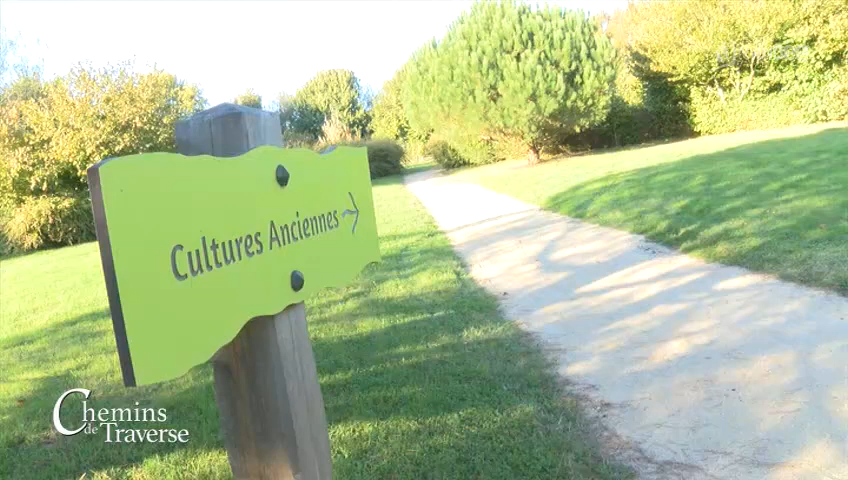 Cultures Anciennes →
Chemins
de Traverse